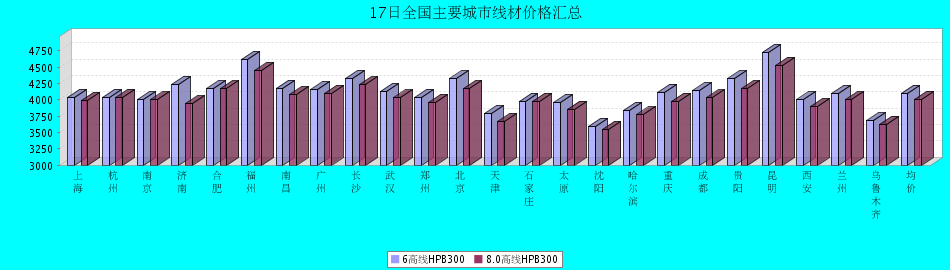 17日全国主要城市线材价格汇总
4750
4500
4250
4000
3750
3500
3250
3000
上海
杭州
南京
济南
合肥
福州
南昌
广州
长沙
武汉
郑州
北京
天津
石家庄
太原
沈阳
哈尔滨
重庆
成都
贵阳
昆明
西安
兰州
乌鲁木齐
均价
6高线HPB300
8.0高线HPB300